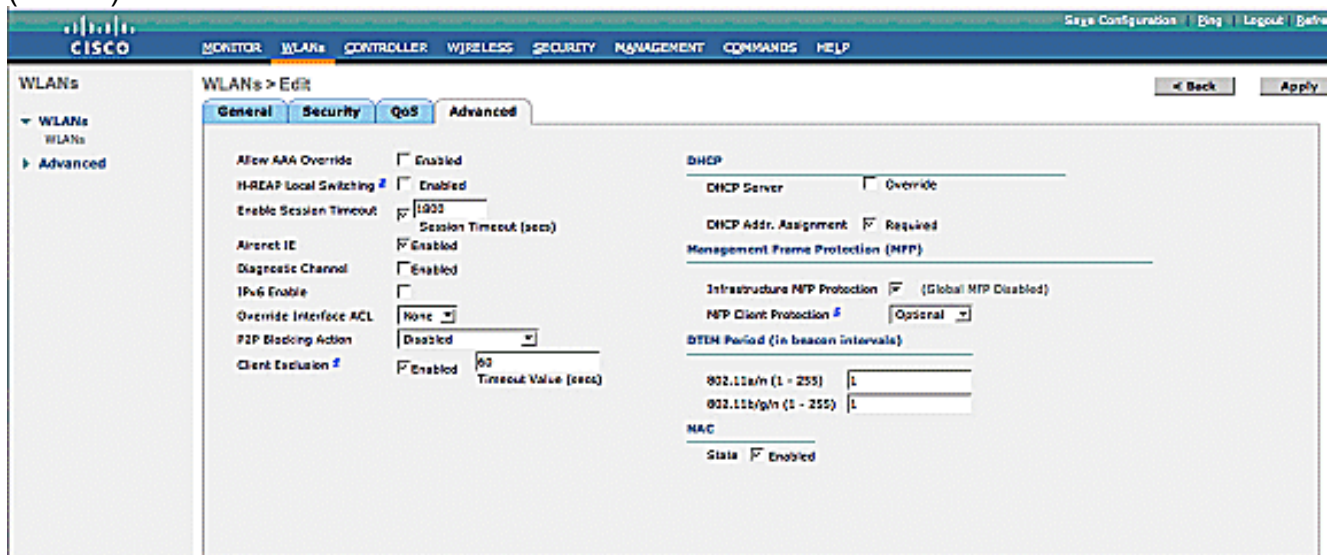 Save Configuration | Ping | Logout | Refre
CISCO
MONITOR WLANs CONTROLLER WIRELESS SECURITY MANAGEMENT COMMANDS HELP
WLANs
WLANs
WLANs
Advanced
WLANs > Edit
< Back
Apply
General
Security
QoS
Advanced
Allow AAA Override Enabled
H-REAP Local Switching 2 Enabled
Enable Session Timeout 1800
Session Timeout (secs)
Aironet IE Enabled
Diagnostic Channel Enabled
IPv6 Enable
Override Interface ACL None
P2P Blocking Action Disabled
Client Exclusion Enabled 60
Timeout Value (secs)
DHCP
DHCP Server Override
DHCP Addr. Assignment Required
Management Frame Protection (MFP)
Infrastructure MFP Protection (Global MFP Disabled)
MFP Client Protection Optional
DTIM Period (in beacon intervals)
802.11a/n (1 - 255) 1
802.11b/g/n (1 - 255) 1
NAC
State Enabled